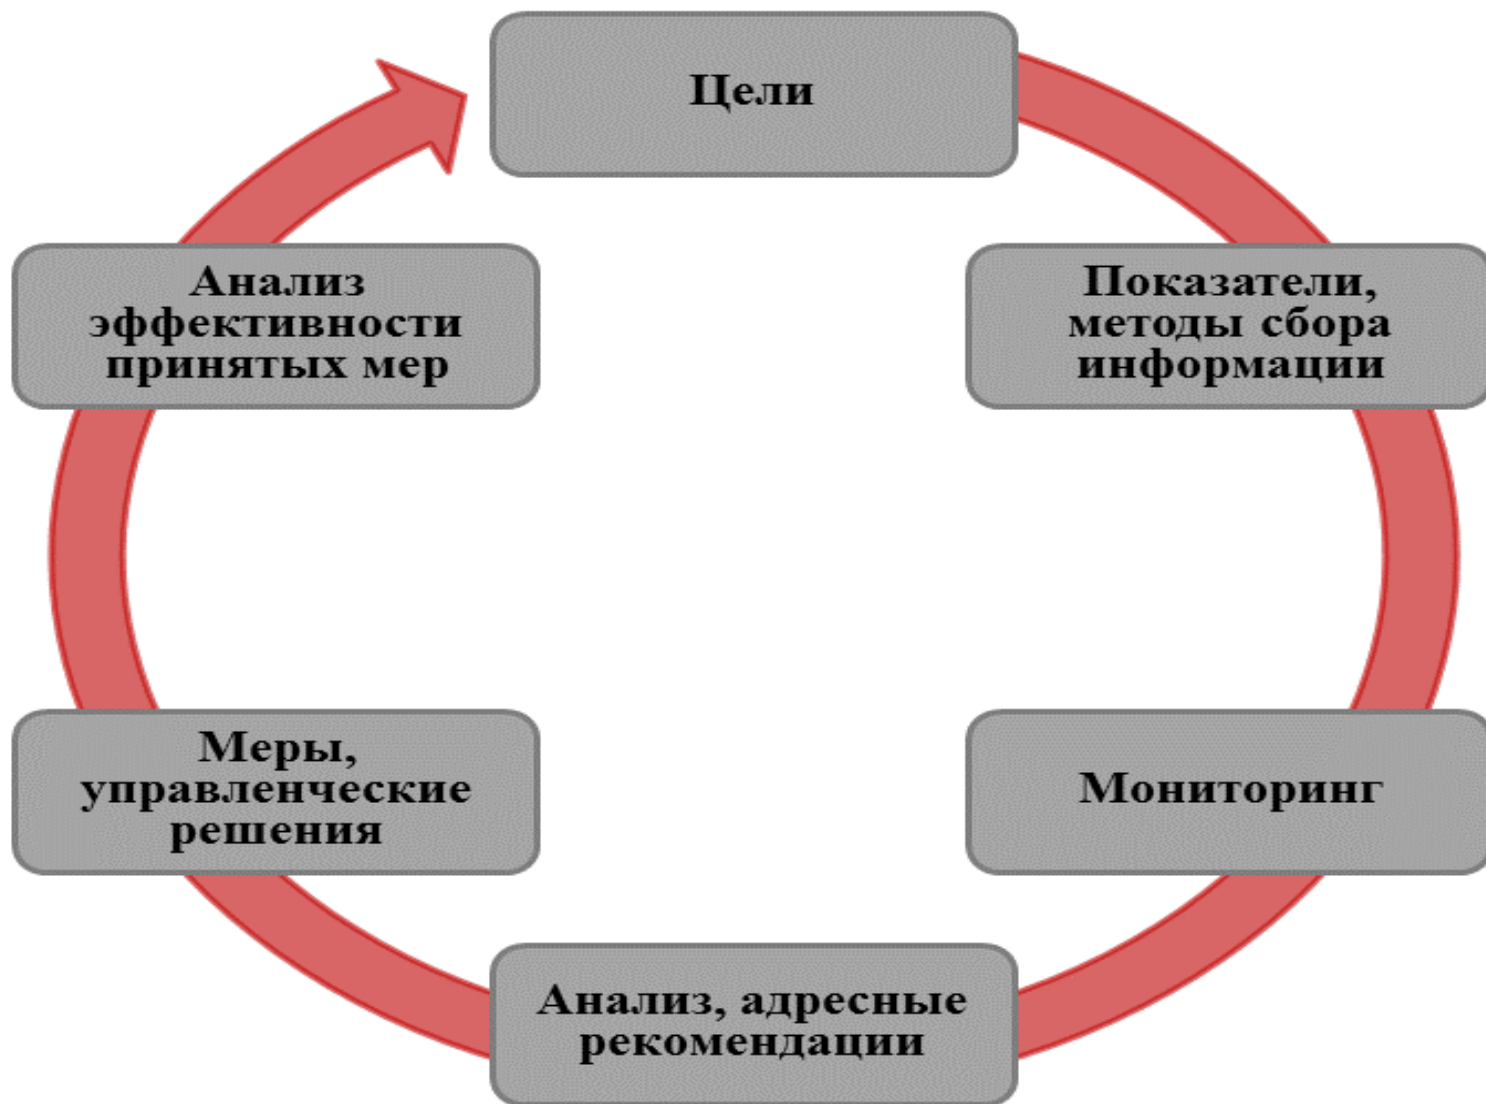 Цели
Показатели,
методы сбора
информации
Мониторинг
Анализ, адресные
рекомендации
Меры,
управленческие
решения
Анализ
эффективности
принятых мер